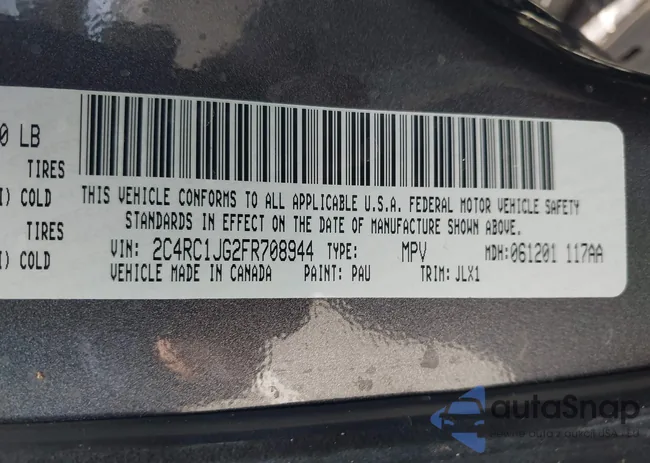 0 LB
TIRES
) COLD
TIRES
) COLD
THIS VEHICLE CONFORMS TO ALL APPLICABLE U.S.A. FEDERAL MOTOR VEHICLE SAFETY
STANDARDS IN EFFECT ON THE DATE OF MANUFACTURE SHOWN ABOVE.
VIN: 2C4RC1JG2FR708944 TYPE: MPV MDH:061201 117AA
VEHICLE MADE IN CANADA PAINT: PAU TRIM: JLX1
autaSnap